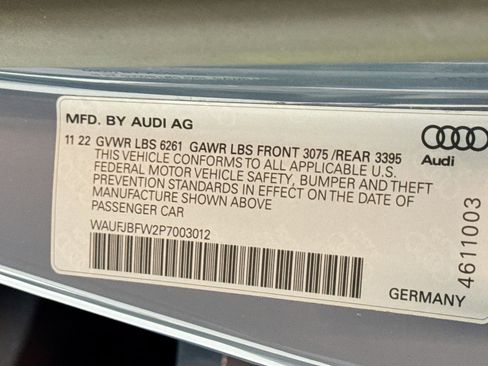 MFD. BY AUDI AG
11 22 GVWR LBS 6261 GAWR LBS FRONT 3075 /REAR 3395
THIS VEHICLE CONFORMS TO ALL APPLICABLE U.S.
FEDERAL MOTOR VEHICLE SAFETY, BUMPER AND THEFT
PREVENTION STANDARDS IN EFFECT ON THE DATE OF
MANUFACTURE SHOWN ABOVE
PASSENGER CAR
WAUFJBFW2P7003012
Audi
4611003
GERMANY